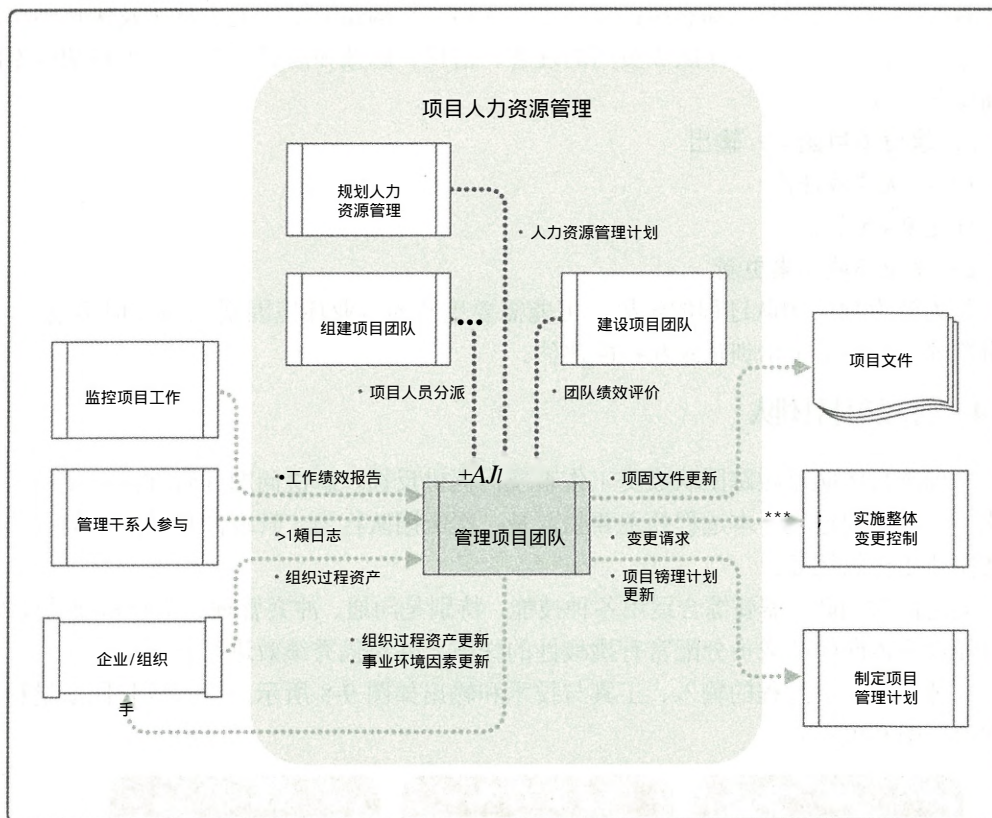 项目人力资源管理
规划人力
资源管理
• 人力资源管理计划
组建项目团队
•••
建设项目团队
项目文件
监控项目工作
• 项目人员分派
• 团队绩效评价
•工作绩效报告
±AJl
• 项固文件更新
管理干系人参与
管理项目团队
***
;
实施整体
变更控制
>1頰日志
• 变更请求
• 组织过程资产
• 项目镑理计划
更新
企业/组织
• 组织过程资产更新
• 事业环境因素更新
制定项目
管理计划
手